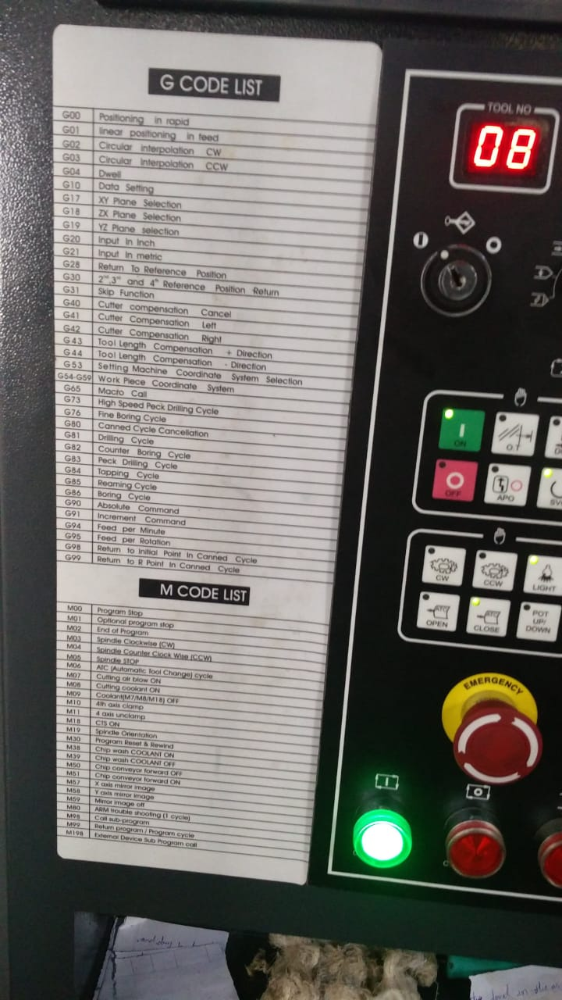 G CODE LIST
G00 Positioning in rapid
G01 linear positioning in feed
G02 Circular interpolation CW
G03 Circular Interpolation CCW
G04 Dwell
G10 Data Setting
G17 XY Plane Selection
G18 ZX Plane Selection
G19 YZ Plane selection
G20 Input In Inch
G21 Input In metric
G28 Return To Reference Position
G30 2nd,3rd and 4th Reference Position Return
G31 Skip Function
G40 Cutter compensation Cancel
G41 Cutter Compensation Left
G42 Cutter Compensation Right
G43 Tool Length Compensation + Direction
G44 Tool Length Compensation - Direction
G53 Setting Machine Coordinate System Selection
G54-G59 Work Piece Coordinate System
G65 Macro Call
G73 High Speed Peck Drilling Cycle
G76 Fine Boring Cycle
G80 Canned Cycle Cancellation
G81 Drilling Cycle
G82 Counter Boring Cycle
G83 Peck Drilling Cycle
G84 Tapping Cycle
G85 Reaming Cycle
G86 Boring Cycle
G90 Absolute Command
G91 Increment Command
G94 Feed per Minute
G95 Feed per Rotation
G98 Return to Initial Point In Canned Cycle
G99 Return to R Point In Canned Cycle
M CODE LIST
M00 Program Stop
M01 Optional program stop
M02 End of Program
M03 Spindle Clockwise (CW)
M04 Spindle Counter Clock Wise (CCW)
M05 Spindle STOP
M06 ATC (Automatic Tool Change) cycle
M07 Cutting air blow ON
M08 Cutting coolant ON
M09 Coolant(M7/M8/M18) OFF
M10 4th axis clamp
M11 4 axis unclamp
M18 CTS ON
M19 Spindle Orientation
M30 Program Reset & Rewind
M38 Chip wash COOLANT ON
M39 Chip wash COOLANT OFF
M50 Chip conveyor forward OFF
M51 Chip conveyor forward ON
M57 X axis mirror image
M58 Y axis mirror image
M59 Mirror image off
M80 ARM trouble shooting (1 cycle)
M98 Call sub-program
M99 Return program / Program cycle
M198 External Device Sub Program call
TOOL NO
08
ON
O.T
OFF
APO
CW
CCW
LIGHT
ATC
OPEN
ATC
CLOSE
POT
UP/
DOWN
EMERGENCY